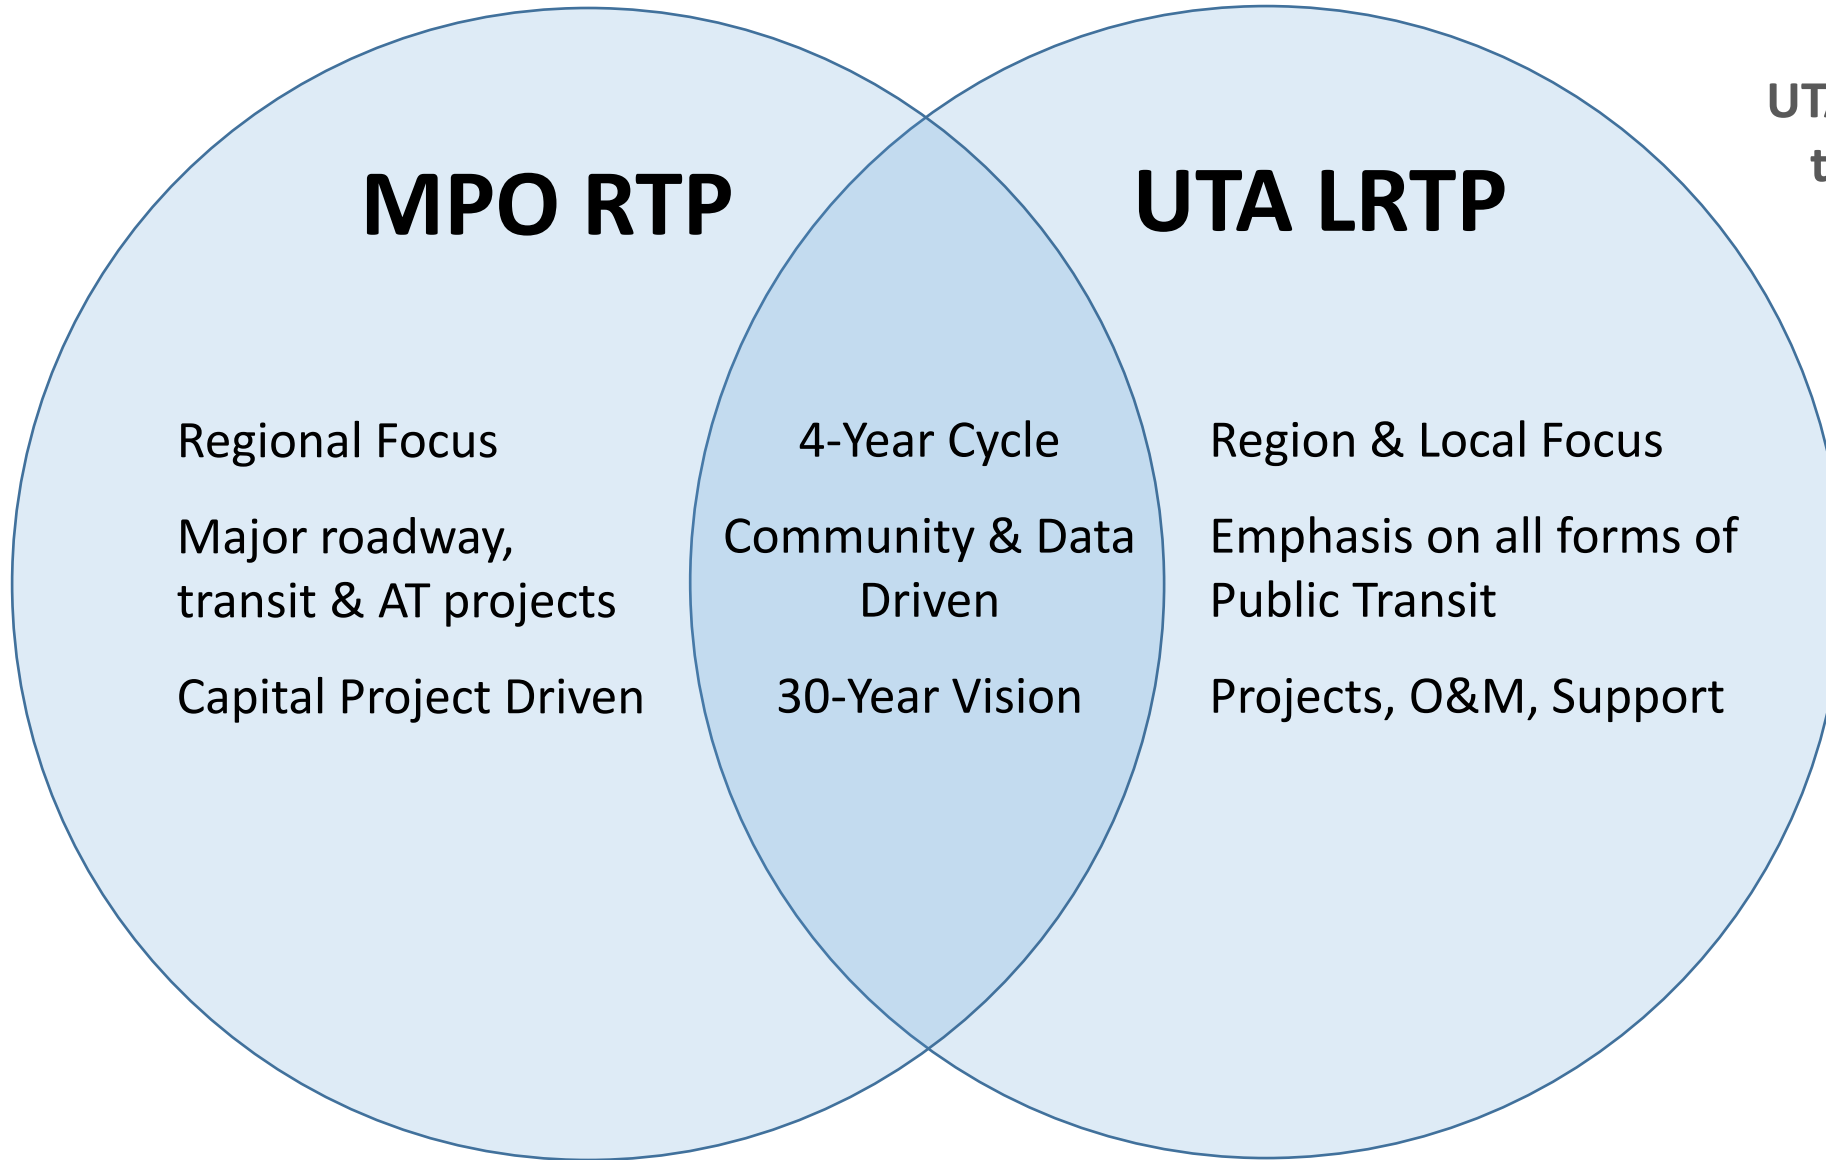 MPO RTP
UTA LRTP
Regional Focus
Major roadway,
transit & AT projects
Capital Project Driven
4-Year Cycle
Community & Data
Driven
30-Year Vision
Region & Local Focus
Emphasis on all forms of
Public Transit
Projects, O&M, Support